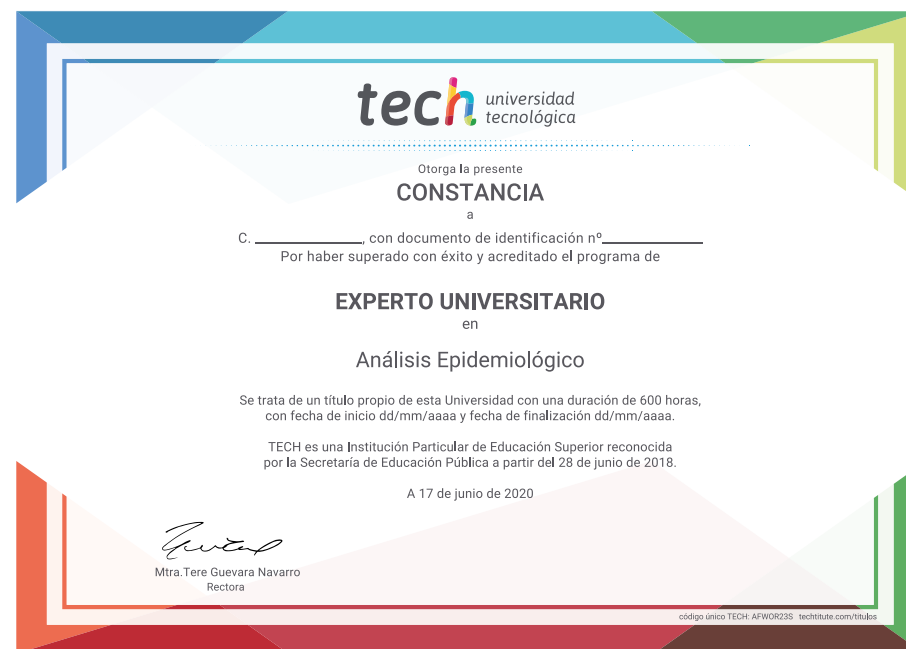 tech universidad
tecnológica
Otorga la presente
CONSTANCIA
a
C. ______________, con documento de identificación nº_____________
Por haber superado con éxito y acreditado el programa de
EXPERTO UNIVERSITARIO
en
Análisis Epidemiológico
Se trata de un título propio de esta Universidad con una duración de 600 horas,
con fecha de inicio dd/mm/aaaa y fecha de finalización dd/mm/aaaa.
TECH es una Institución Particular de Educación Superior reconocida
por la Secretaría de Educación Pública a partir del 28 de junio de 2018.
A 17 de junio de 2020
Mtra.Tere Guevara Navarro
Rectora
código único TECH: AFWOR23S techtitute.com/titulos